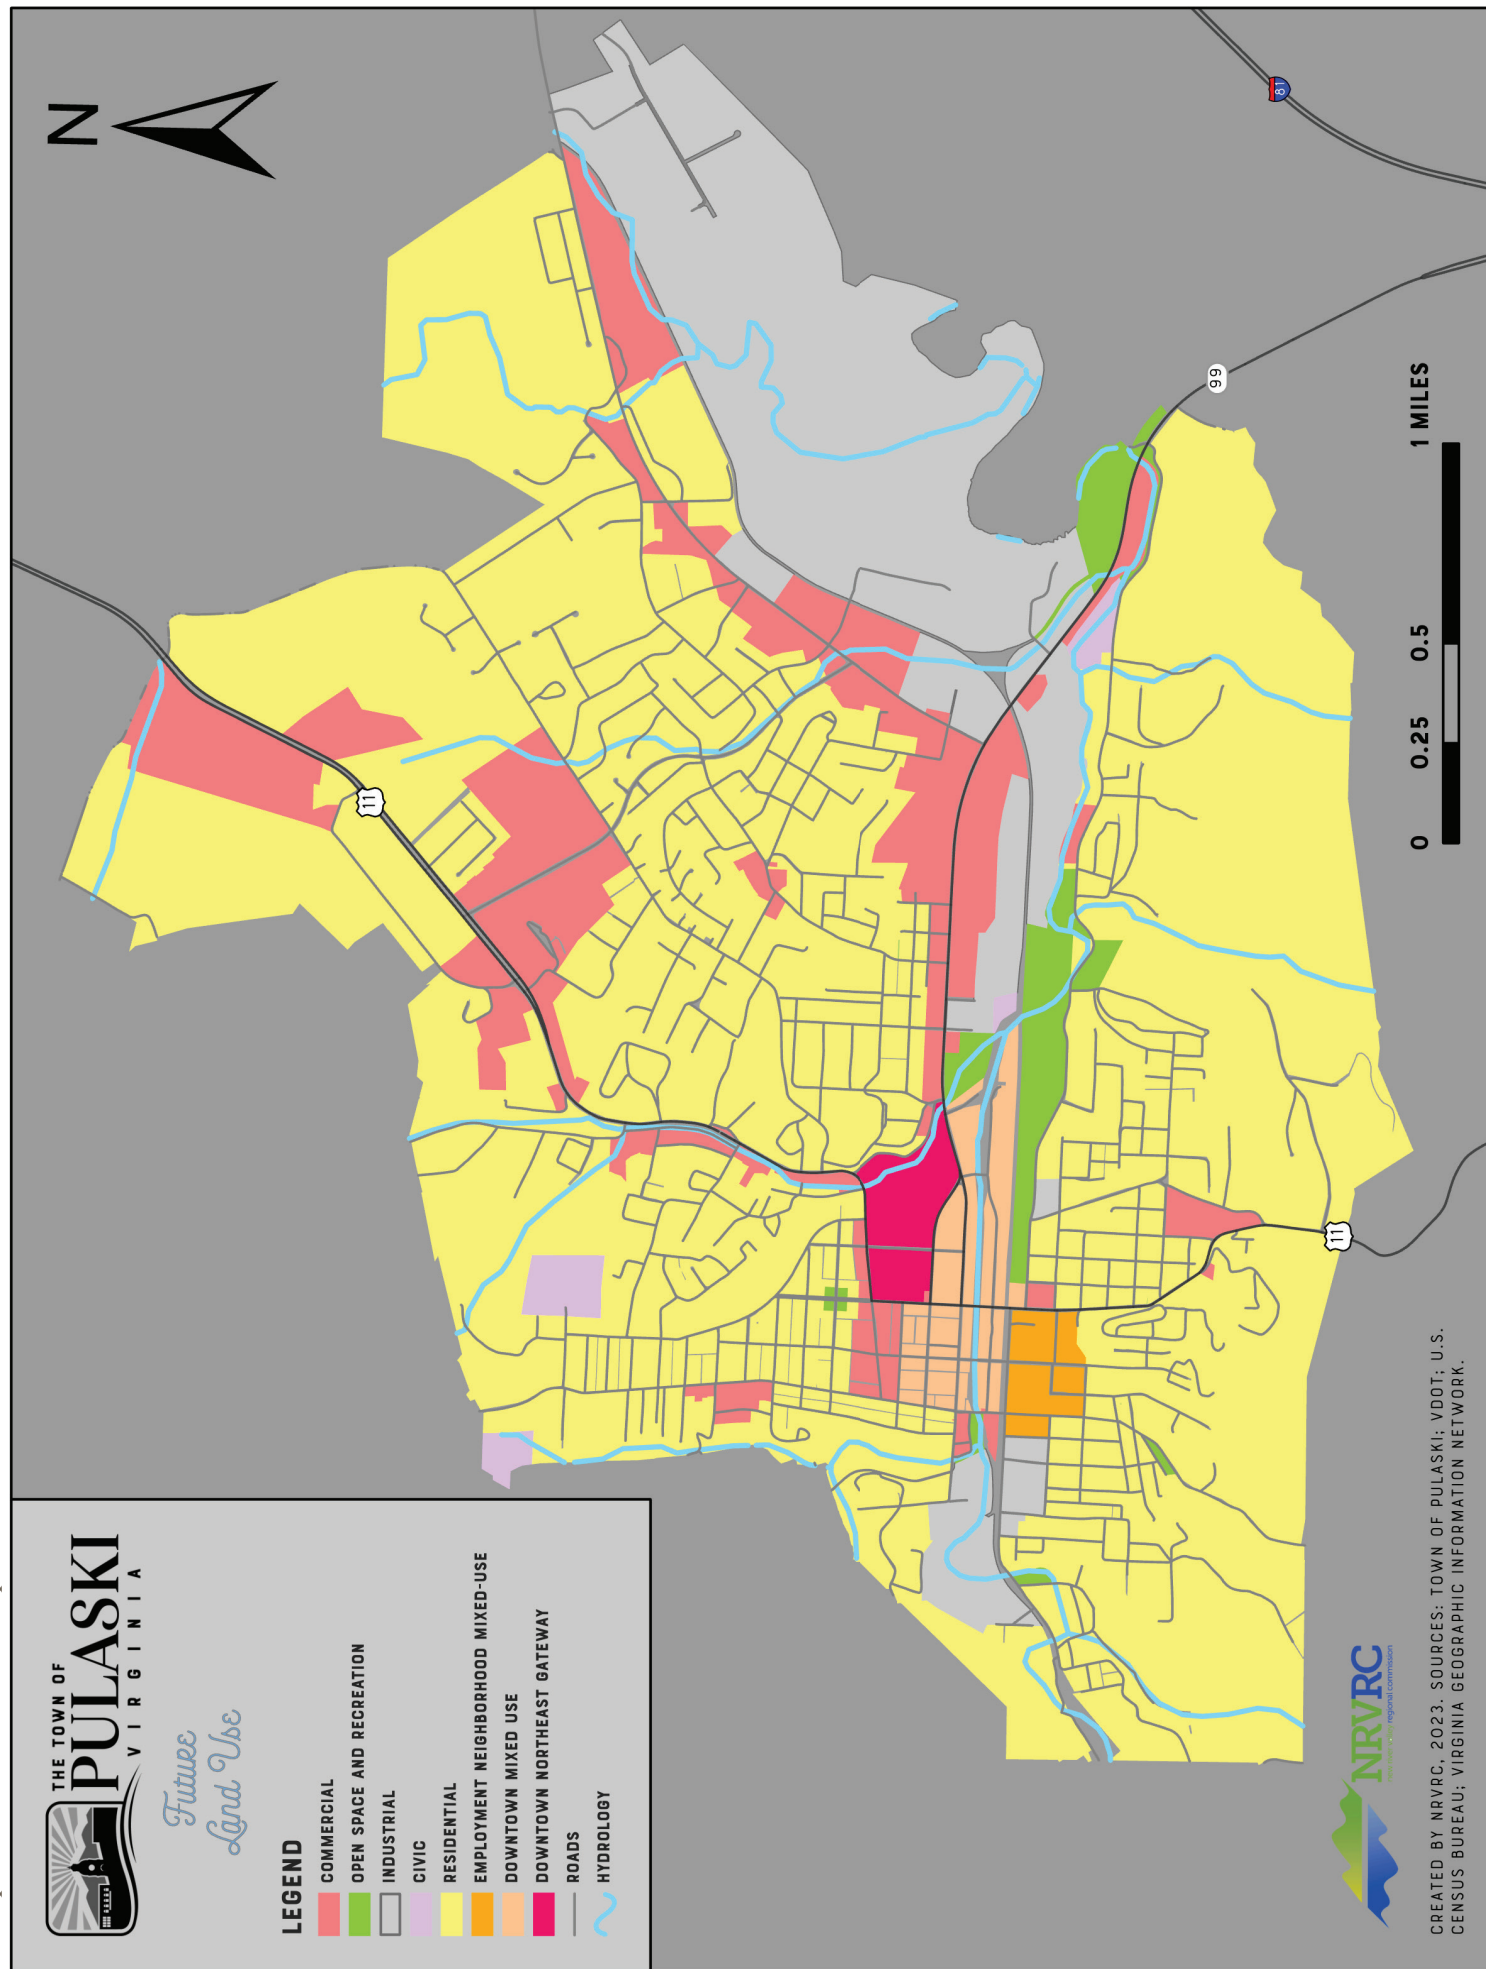 THE TOWN OF
PULASKI
VIRGINIA
Future
Land Use
LEGEND
COMMERCIAL
OPEN SPACE AND RECREATION
INDUSTRIAL
CIVIC
RESIDENTIAL
EMPLOYMENT NEIGHBORHOOD MIXED-USE
DOWNTOWN MIXED USE
DOWNTOWN NORTHEAST GATEWAY
ROADS
HYDROLOGY
N
11
81
99
11
0 0.25 0.5 1 MILES
NRVRC
regional commission
CREATED BY NRVRC, 2023. SOURCES: TOWN OF PULASKI; VDOT; U.S.
CENSUS BUREAU; VIRGINIA GEOGRAPHIC INFORMATION NETWORK.